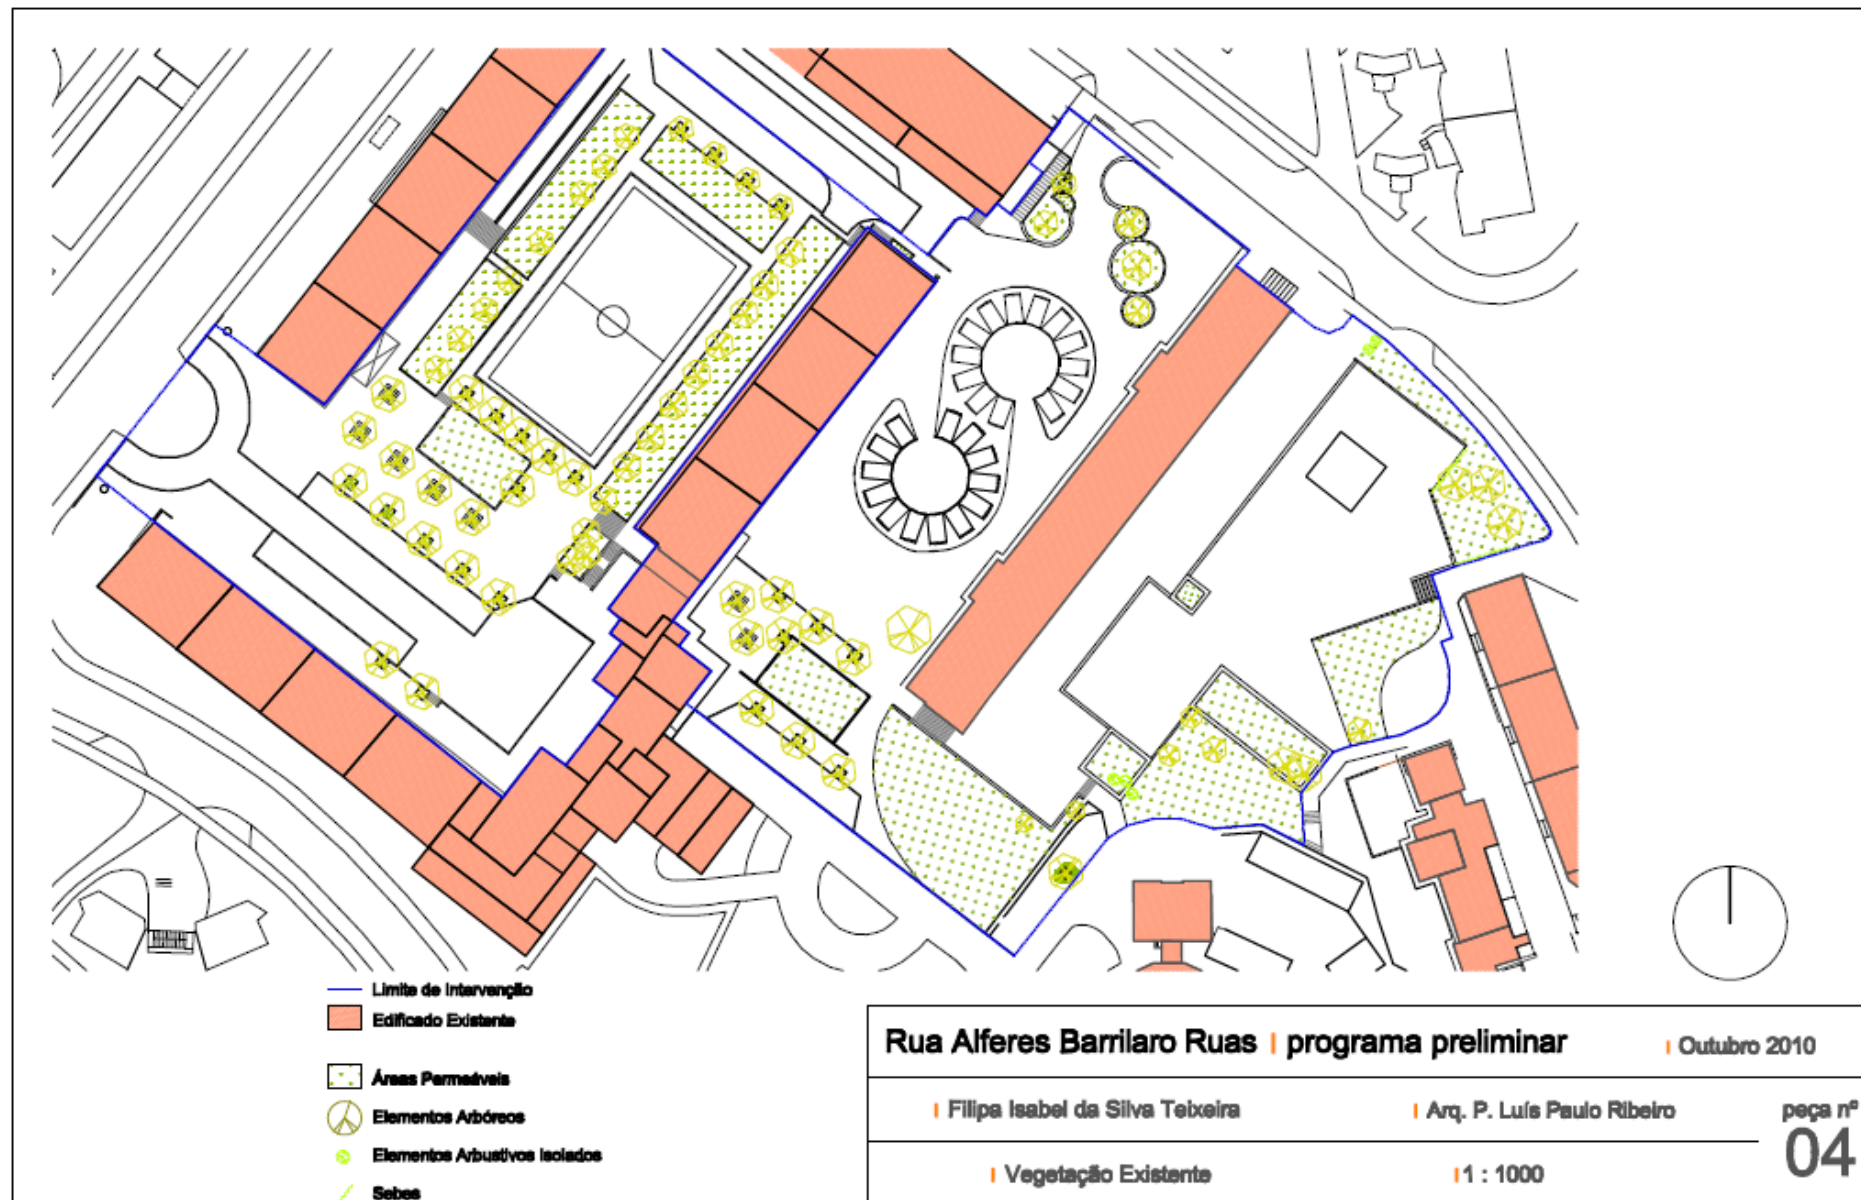 Limite de Intervenção
Edificado Existente
Áreas Permeáveis
Elementos Arbóreos
Elementos Arbustivos Isolados
Sebes
Rua Alferes Barrilaro Ruas | programa preliminar | Outubro 2010
| Filipa Isabel da Silva Teixeira | Arq. P. Luís Paulo Ribeiro peça nº
| Vegetação Existente | 1 : 1000 04